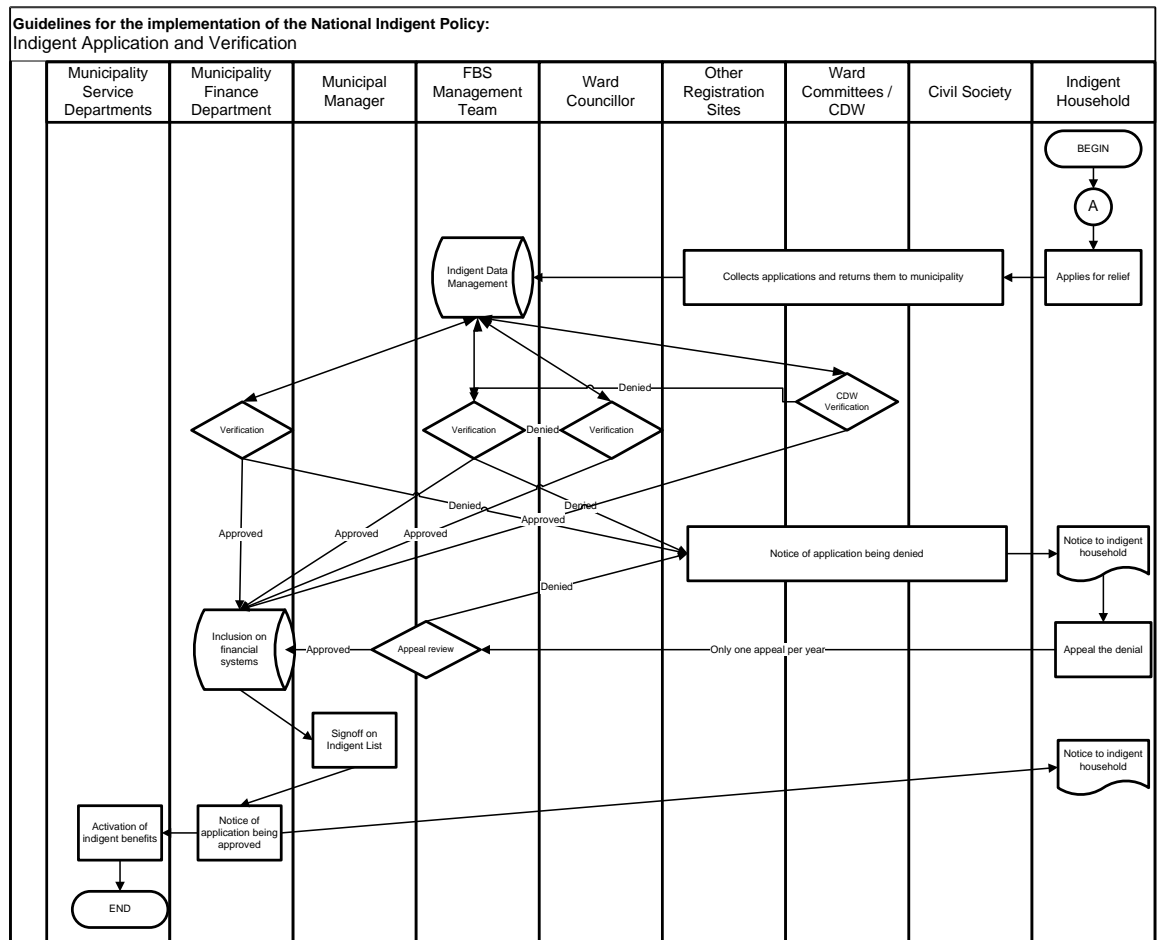 Guidelines for the implementation of the National Indigent Policy:
Indigent Application and Verification
Municipality
Service
Departments
Municipality
Finance
Department
Municipal
Manager
FBS
Management
Team
Ward
Councillor
Other
Registration
Sites
Ward
Committees /
CDW
Civil Society
Indigent
Household
BEGIN
A
Indigent Data
Management
Collects applications and returns them to municipality
Applies for relief
Denied
CDW
Verification
Verification
Verification
Denied
Verification
Denied
Denied
Approved
Approved
Approved
Approved
Notice of application being denied
Notice to indigent
household
Denied
Inclusion on
financial
systems
Approved
Appeal review
Only one appeal per year
Appeal the denial
Signoff on
Indigent List
Notice to indigent
household
Activation of
indigent benefits
Notice of
application being
approved
END